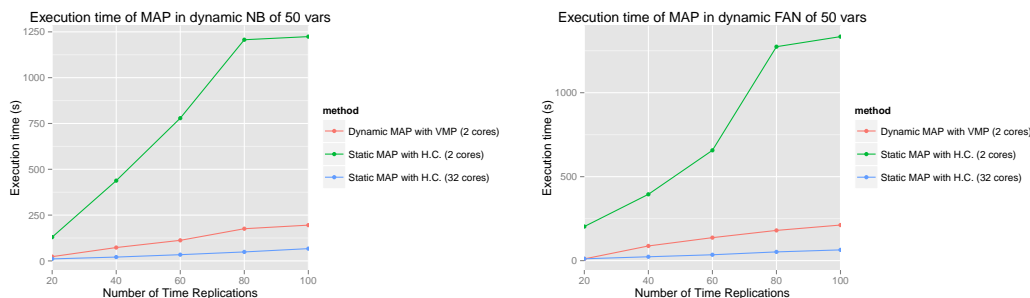 Execution time of MAP in dynamic NB of 50 vars
1250
1000
750
500
250
0
Execution time (s)
20
40
60
80
100
Number of Time Replications
method
Dynamic MAP with VMP (2 cores)
Static MAP with H.C. (2 cores)
Static MAP with H.C. (32 cores)
Execution time of MAP in dynamic FAN of 50 vars
1000
500
0
Execution time (s)
20
40
60
80
100
Number of Time Replications
method
Dynamic MAP with VMP (2 cores)
Static MAP with H.C. (2 cores)
Static MAP with H.C. (32 cores)